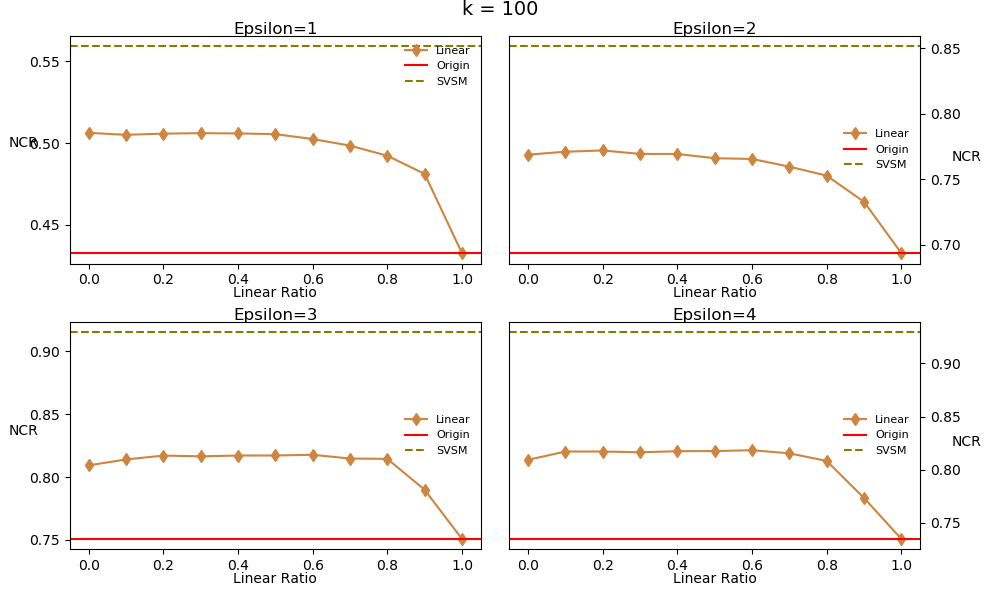 k = 100
Epsilon=1
Epsilon=2
0.55
0.50
0.45
NCR
Linear
Origin
SVSM
0.0 0.2 0.4 0.6 0.8 1.0
Linear Ratio
0.85
0.80
0.75
0.70
NCR
Linear
Origin
SVSM
0.0 0.2 0.4 0.6 0.8 1.0
Linear Ratio
Epsilon=3
Epsilon=4
0.90
0.85
0.80
0.75
NCR
Linear
Origin
SVSM
0.0 0.2 0.4 0.6 0.8 1.0
Linear Ratio
0.90
0.85
0.80
0.75
NCR
Linear
Origin
SVSM
0.0 0.2 0.4 0.6 0.8 1.0
Linear Ratio